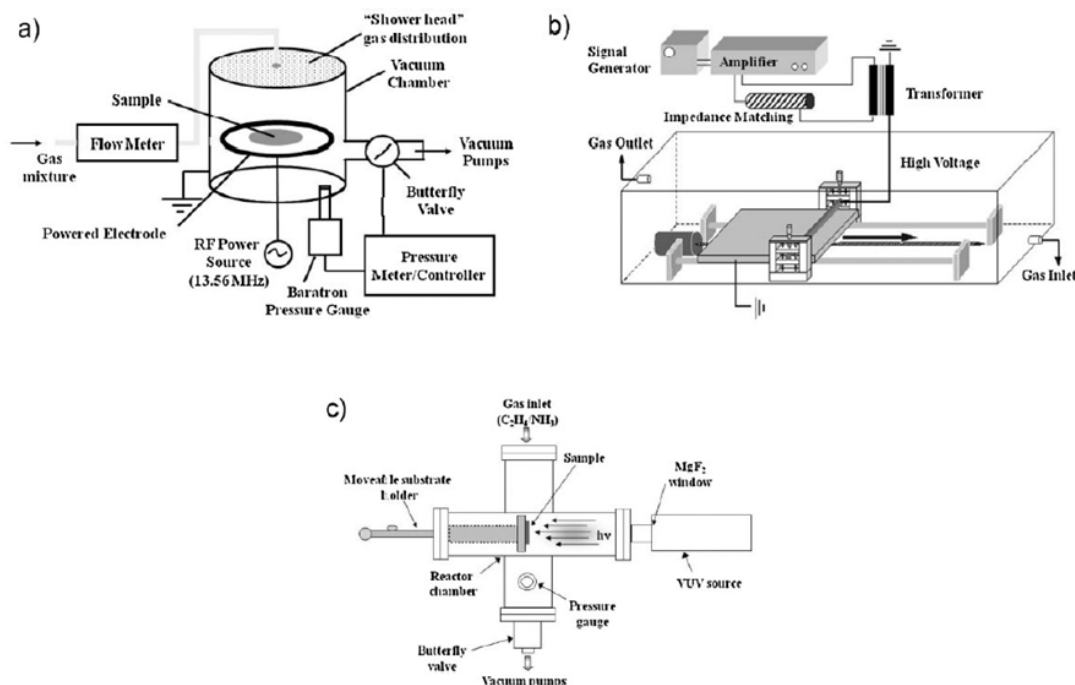 a)
"Shower head"
gas distribution
Vacuum
Chamber
Sample
Flow Meter
Gas
mixture
Vacuum
Pumps
Butterfly
Valve
Powered Electrode
RF Power
Source
(13.56 MHz)
Baratron
Pressure Gauge
Pressure
Meter/Controller
b)
Signal
Generator
Amplifier
Transformer
Impedance Matching
Gas Outlet
High Voltage
Gas Inlet
c)
Gas inlet
(C₂H₄/NH₃)
Sample
MgF₂
window
Moveable substrate
holder
hν
Reactor
chamber
VUV source
Pressure
gauge
Butterfly
valve
Vacuum pumps